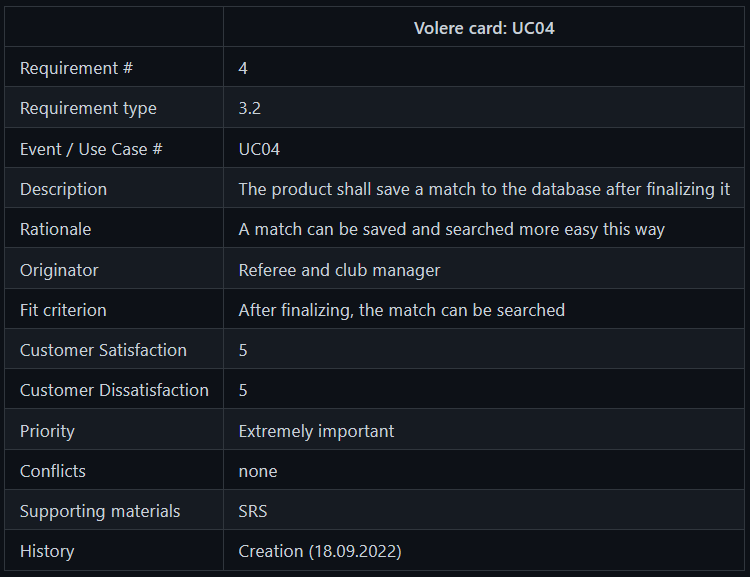 Volere card: UC04
Requirement # 4
Requirement type 3.2
Event / Use Case # UC04
Description The product shall save a match to the database after finalizing it
Rationale A match can be saved and searched more easy this way
Originator Referee and club manager
Fit criterion After finalizing, the match can be searched
Customer Satisfaction 5
Customer Dissatisfaction 5
Priority Extremely important
Conflicts none
Supporting materials SRS
History Creation (18.09.2022)